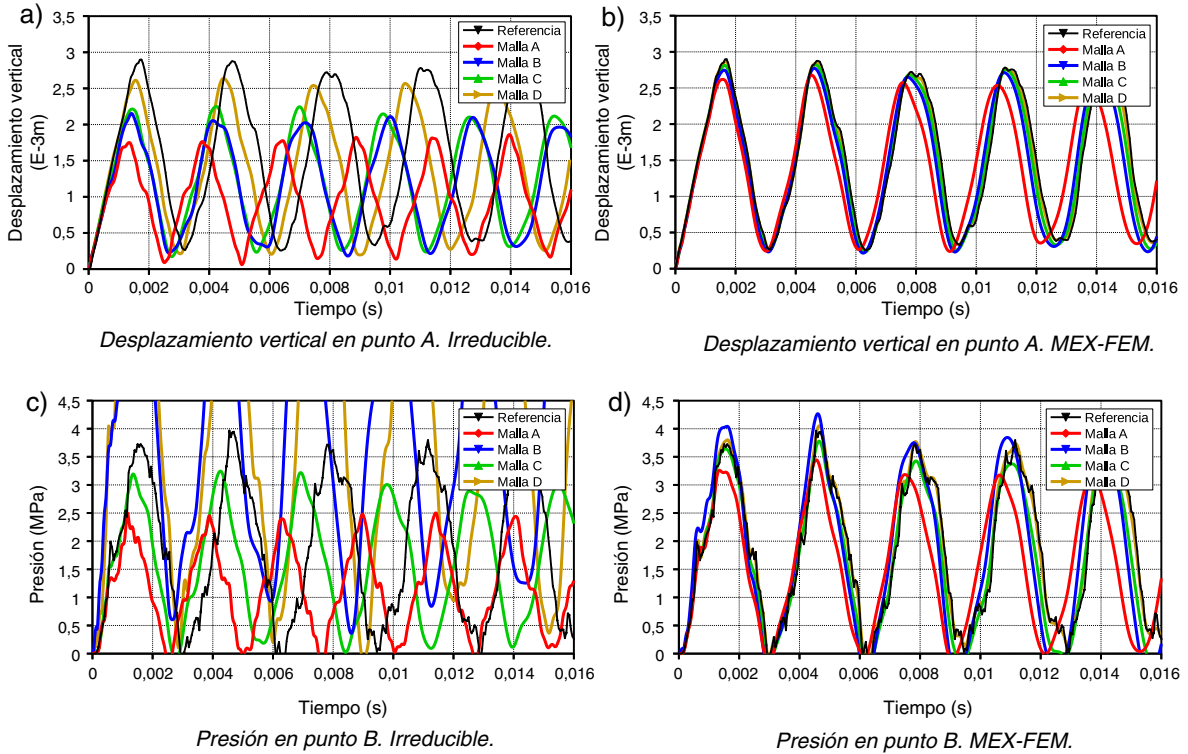 a)
3,5
3
2,5
2
1,5
1
0,5
0
Desplazamiento vertical
(E-3m)
Referencia
Malla A
Malla B
Malla C
Malla D
0 0,002 0,004 0,006 0,008 0,01 0,012 0,014 0,016
Tiempo (s)
Desplazamiento vertical en punto A. Irreducible.
b)
3,5
3
2,5
2
1,5
1
0,5
0
Desplazamiento vertical
(E-3m)
Referencia
Malla A
Malla B
Malla C
Malla D
0 0,002 0,004 0,006 0,008 0,01 0,012 0,014 0,016
Tiempo (s)
Desplazamiento vertical en punto A. MEX-FEM.
c)
4,5
4
3,5
3
2,5
2
1,5
1
0,5
0
Presión (MPa)
Referencia
Malla A
Malla B
Malla C
Malla D
0 0,002 0,004 0,006 0,008 0,01 0,012 0,014 0,016
Tiempo (s)
Presión en punto B. Irreducible.
d)
4,5
4
3,5
3
2,5
2
1,5
1
0,5
0
Presión (MPa)
Referencia
Malla A
Malla B
Malla C
Malla D
0 0,002 0,004 0,006 0,008 0,01 0,012 0,014 0,016
Tiempo (s)
Presión en punto B. MEX-FEM.